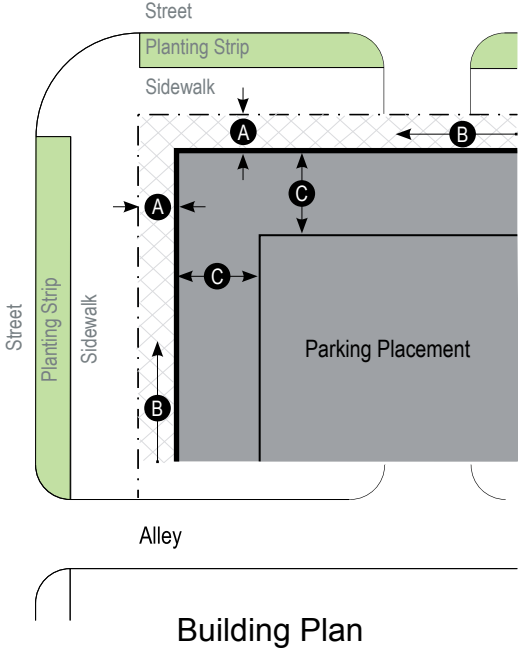 Street
Planting Strip
Sidewalk
A
B
C
A
C
Street
Planting Strip
Sidewalk
Parking Placement
B
Alley
Building Plan